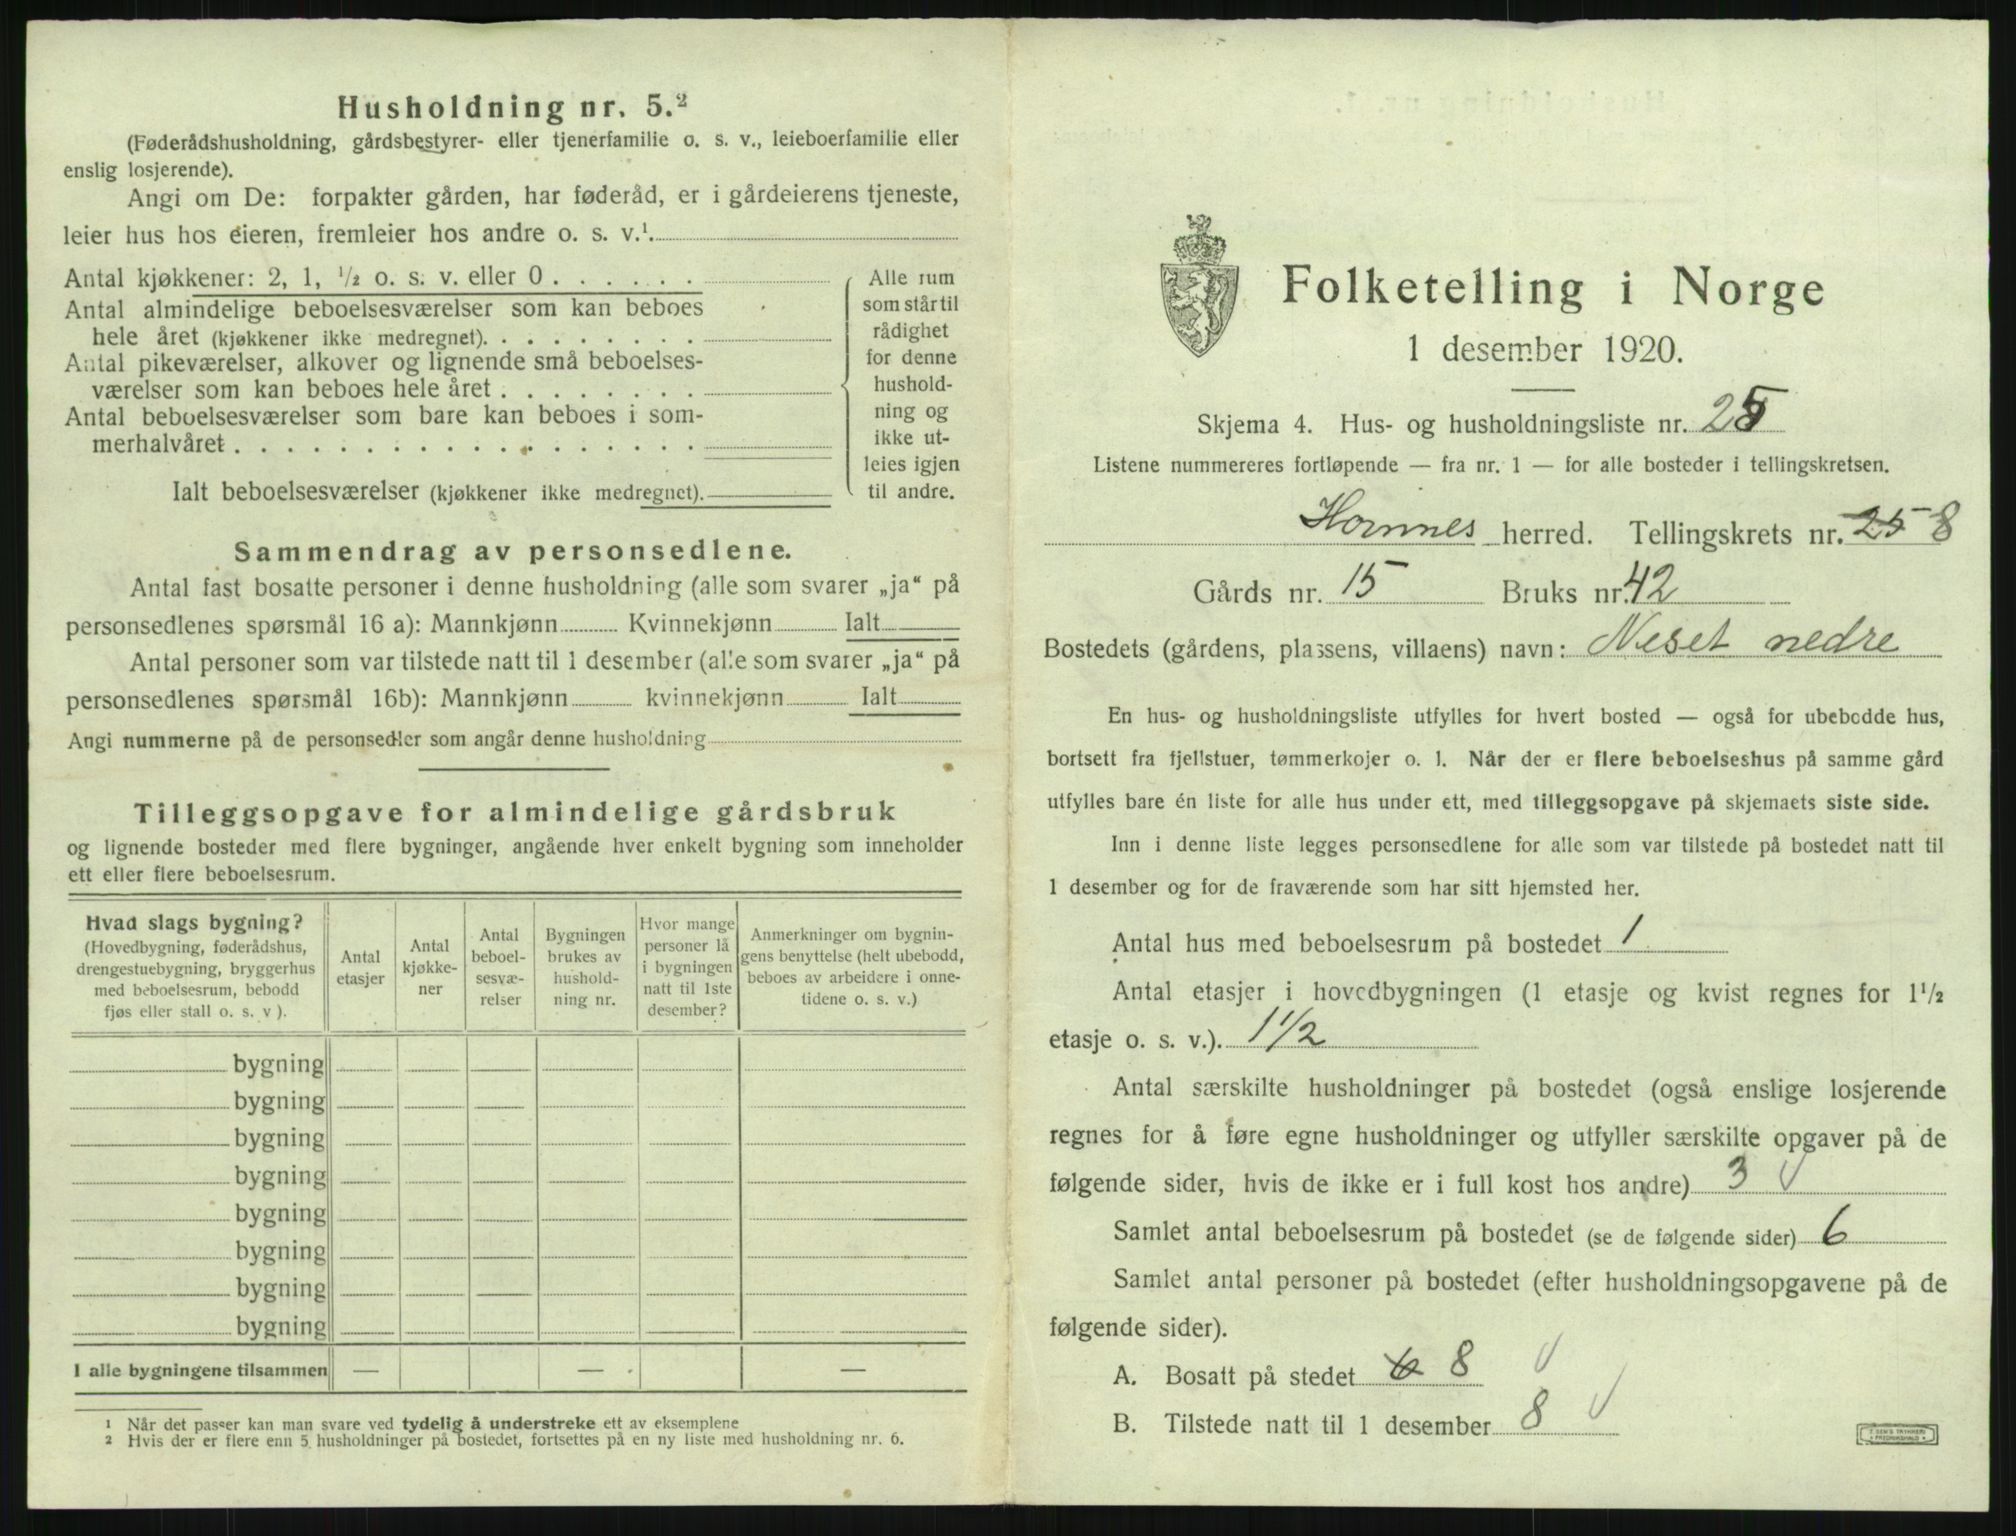 Husholdning nr. 5.²
(Føderådshusholdning, gårdsbestyrer- eller tjenerfamilie o. s. v., leieboerfamilie eller
enslig losjerende).
Angi om De: forpakter gården, har føderåd, er i gårdeierens tjeneste,
leier hus hos eieren, fremleier hos andre o. s. v.¹.
Antal kjøkkener: 2, 1, ½ o. s. v. eller 0 . . . . . .
Antal almindelige beboelsesværelser som kan beboes
hele året (kjøkkener ikke medregnet). . . . . . . . .
Antal pikeværelser, alkover og lignende små beboelses-
værelser som kan beboes hele året . . . . . . . .
Antal beboelsesværelser som bare kan beboes i som-
merhalvåret . . . . . . . . . . . . . . . . . .
Ialt beboelsesværelser (kjøkkener ikke medregnet).
Alle rum
som står til
rådighet
for denne
hushold-
ning og
ikke ut-
leies igjen
til andre.
Sammendrag av personsedlene.
Antal fast bosatte personer i denne husholdning (alle som svarer „ja“ på
personsedlenes spørsmål 16 a): Mannkjønn Kvinnekjønn Ialt
Antal personer som var tilstede natt til 1 desember (alle som svarer „ja“ på
personsedlenes spørsmål 16b): Mannkjønn kvinnekjønn Ialt
Angi nummerne på de personsedler som angår denne husholdning
Tilleggsopgave for almindelige gårdsbruk
og lignende bosteder med flere bygninger, angående hver enkelt bygning som inneholder
ett eller flere beboelsesrum.
Hvad slags bygning?
(Hovedbygning, føderådshus,
drengestuebygning, bryggerhus
med beboelsesrum, bebodd
fjøs eller stall o. s. v ).
Antal
etasjer
Antal
kjøkke-
ner
Antal
beboel-
sesvæ-
relser
Bygningen
brukes av
hushold-
ning nr.
Hvor mange
personer lå
i bygningen
natt til 1ste
desember?
Anmerkninger om bygnin-
gens benyttelse (helt ubebodd,
beboes av arbeidere i onne-
tidene o. s. v.)
bygning
bygning
bygning
bygning
bygning
bygning
bygning
bygning
I alle bygningene tilsammen — — —
¹ Når det passer kan man svare ved tydelig å understreke ett av eksemplene
² Hvis der er flere enn 5 husholdninger på bostedet, fortsettes på en ny liste med husholdning nr. 6.
Folketelling i Norge
1 desember 1920.
Skjema 4. Hus- og husholdningsliste nr. 25
Listene nummereres fortløpende — fra nr. 1 — for alle bosteder i tellingskretsen.
Hornnes herred. Tellingskrets nr. 25 8
Gårds nr. 15 Bruks nr. 42
Bostedets (gårdens, plassens, villaens) navn: Neset nedre
En hus- og husholdningsliste utfylles for hvert bosted — også for ubebodde hus,
bortsett fra fjellstuer, tømmerkojer o. l. Når der er flere beboelseshus på samme gård
utfylles bare én liste for alle hus under ett, med tilleggsopgave på skjemaets siste side.
Inn i denne liste legges personsedlene for alle som var tilstede på bostedet natt til
1 desember og for de fraværende som har sitt hjemsted her.
Antal hus med beboelsesrum på bostedet 1
Antal etasjer i hovedbygningen (1 etasje og kvist regnes for 1½
etasje o. s. v.). 1 1/2
Antal særskilte husholdninger på bostedet (også enslige losjerende
regnes for å føre egne husholdninger og utfyller særskilte opgaver på de
følgende sider, hvis de ikke er i full kost hos andre) 3 √
Samlet antal beboelsesrum på bostedet (se de følgende sider) 6
Samlet antal personer på bostedet (efter husholdningsopgavene på de
følgende sider).
A. Bosatt på stedet 6 8 √
B. Tilstede natt til 1 desember 8 √